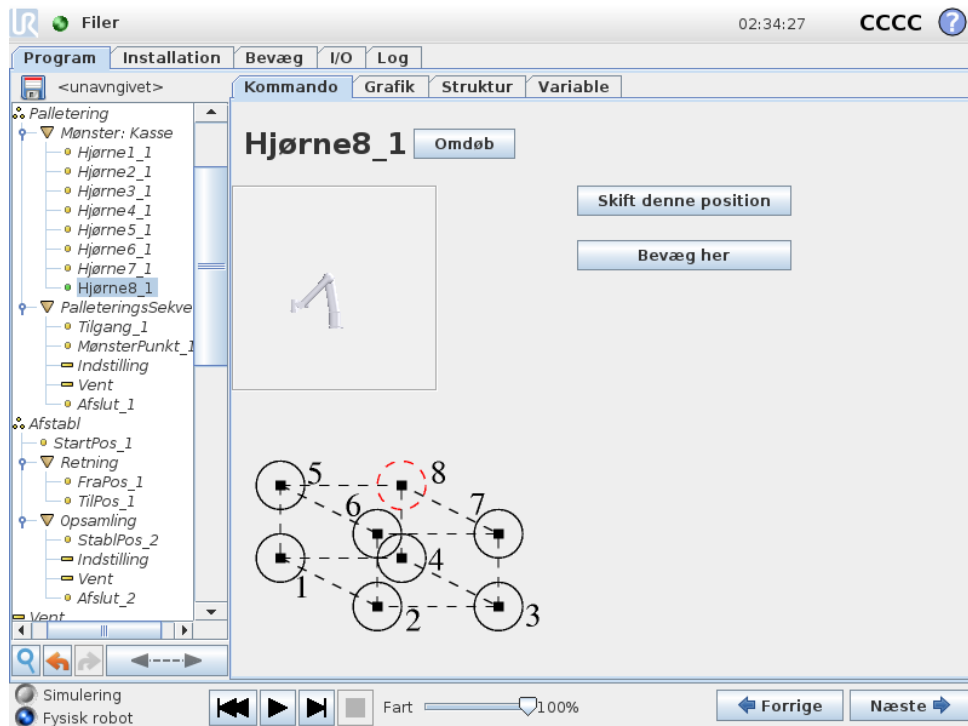 UR Filer 02:34:27 CCCC ?
Program Installation Bevæg I/O Log
<unavngivet>
Kommando Grafik Struktur Variable
Palletering
Mønster: Kasse
Hjørne1_1
Hjørne2_1
Hjørne3_1
Hjørne4_1
Hjørne5_1
Hjørne6_1
Hjørne7_1
Hjørne8_1
PalleteringsSekve
Tilgang_1
MønsterPunkt_1
Indstilling
Vent
Afslut_1
Afstabl
StartPos_1
Retning
FraPos_1
TilPos_1
Opsamling
StablPos_2
Indstilling
Vent
Afslut_2
Vent
Hjørne8_1 Omdøb
Skift denne position
Bevæg her
5 8
6 7
4
1
2 3
Simulering
Fysisk robot
Fart 100%
Forrige Næste